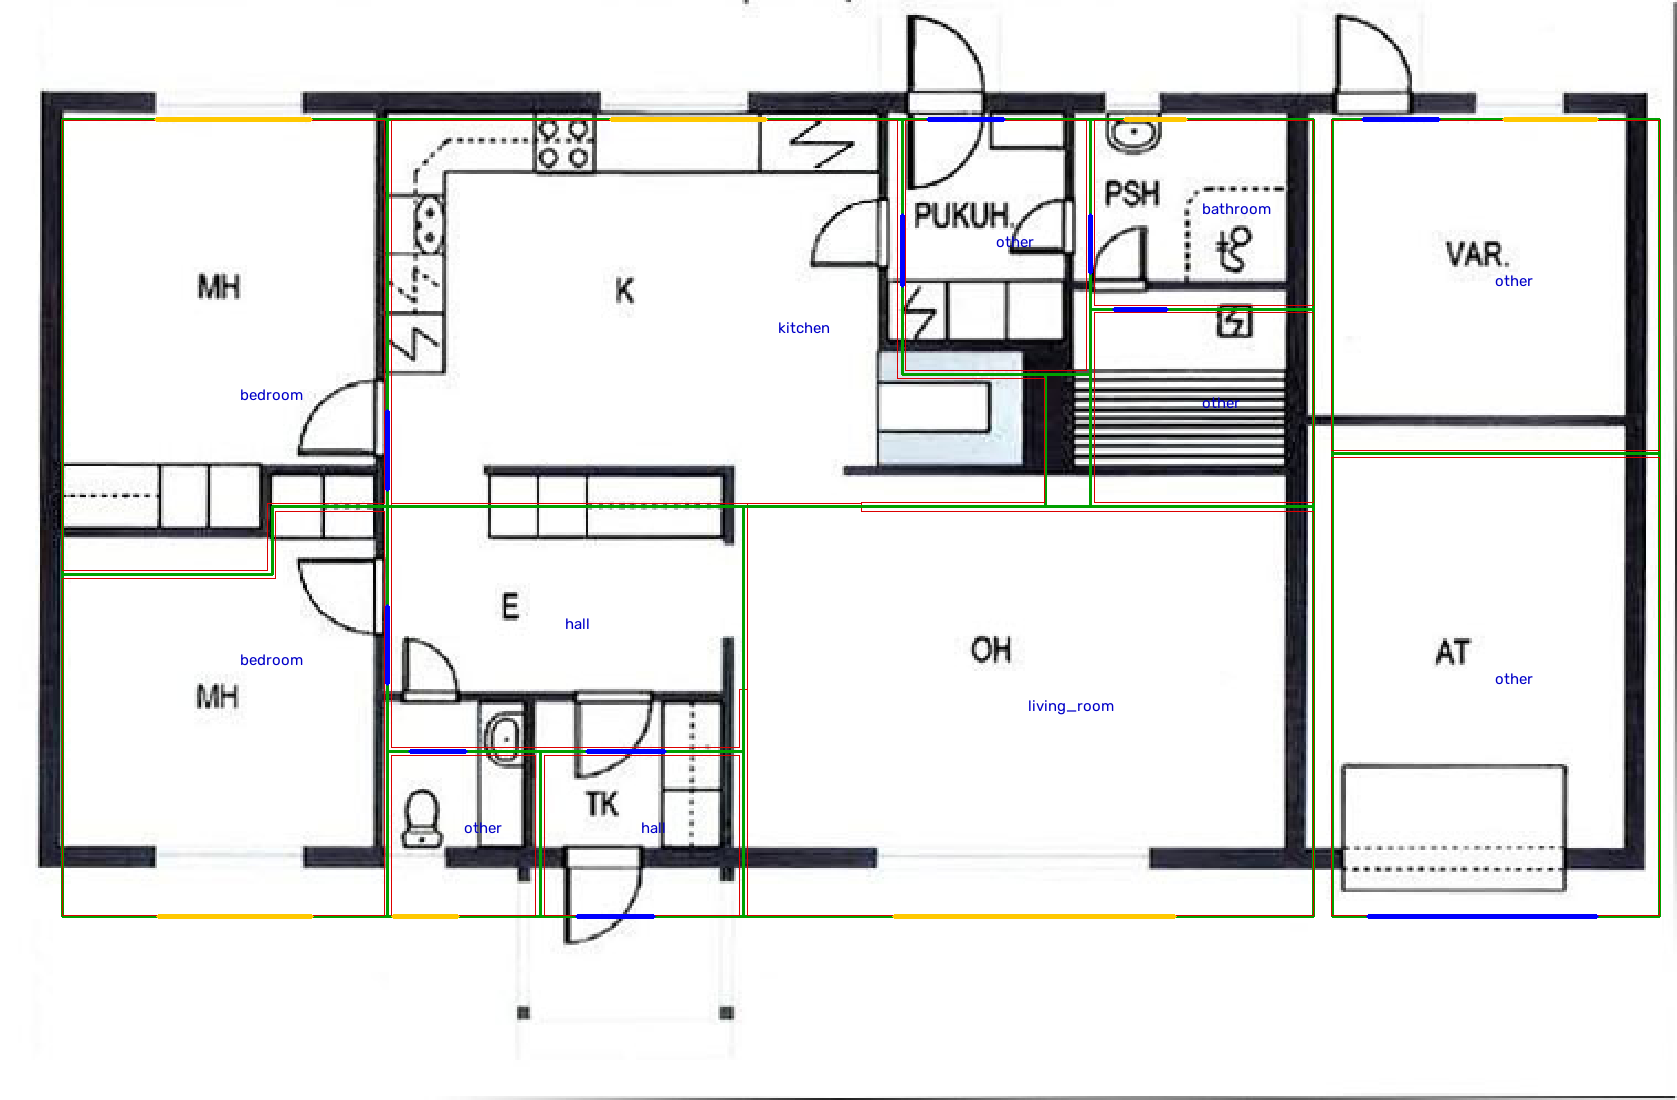 PUKUH.
other
PSH
bathroom
VAR.
other
MH
K
kitchen
bedroom
other
E
hall
OH
living_room
AT
other
bedroom
MH
TK
other
hall